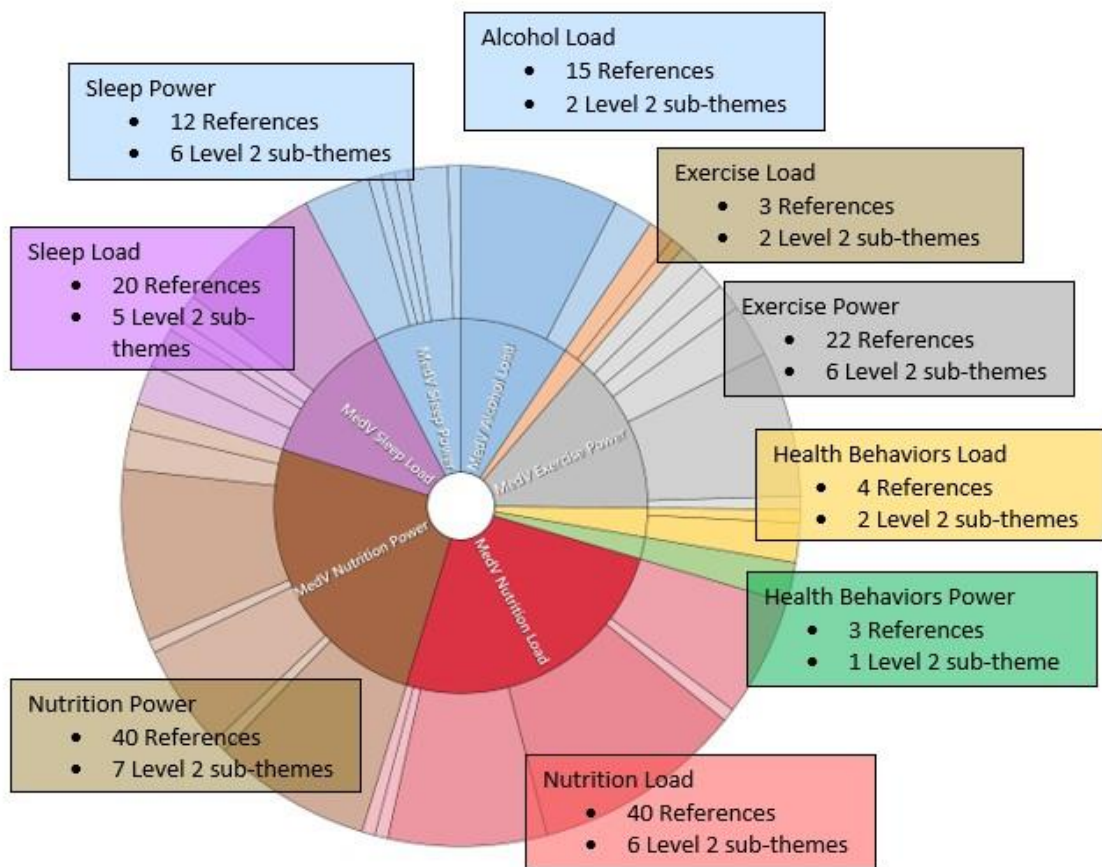 Alcohol Load
• 15 References
• 2 Level 2 sub-themes
Sleep Power
• 12 References
• 6 Level 2 sub-themes
Exercise Load
• 3 References
• 2 Level 2 sub-themes
Sleep Load
• 20 References
• 5 Level 2 sub-
themes
Exercise Power
• 22 References
• 6 Level 2 sub-themes
Health Behaviors Load
• 4 References
• 2 Level 2 sub-themes
Health Behaviors Power
• 3 References
• 1 Level 2 sub-theme
Nutrition Power
• 40 References
• 7 Level 2 sub-themes
Nutrition Load
• 40 References
• 6 Level 2 sub-themes
MedV Sleep Power
MedV Alcohol Load
MedV Sleep Load
MedV Exercise Power
MedV Nutrition Power
MedV Nutrition Load